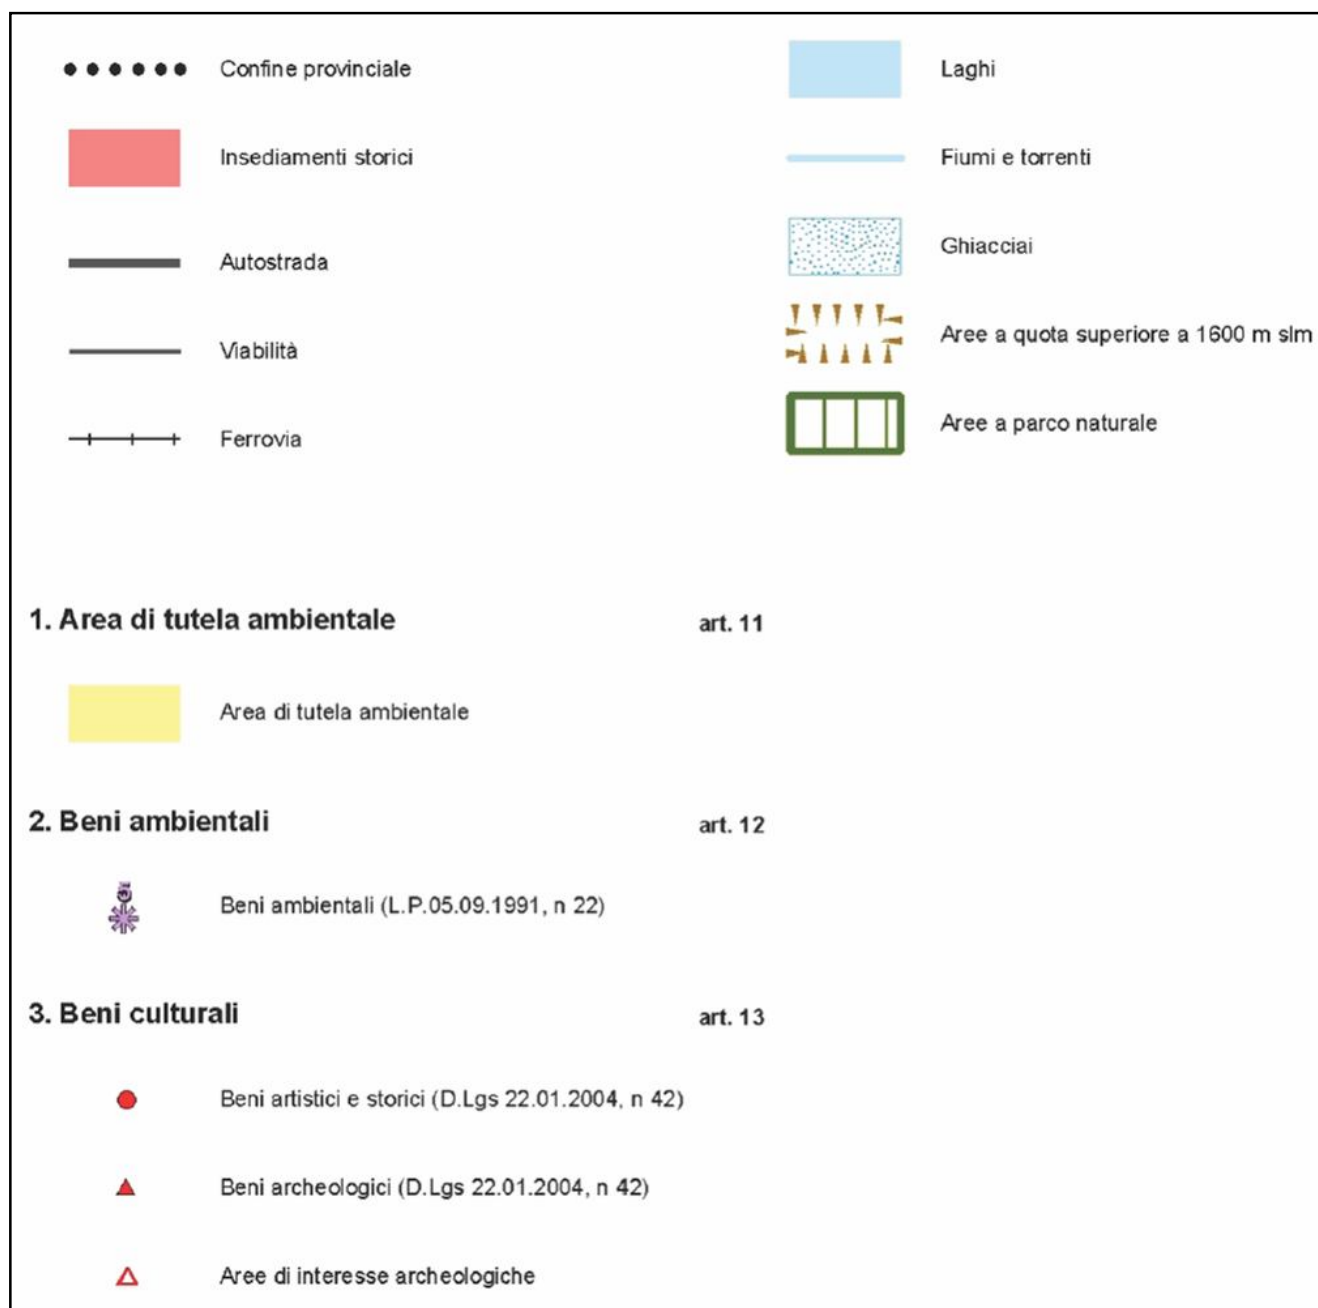 Confine provinciale
Insediamenti storici
Autostrada
Viabilità
Ferrovia
Laghi
Fiumi e torrenti
Ghiacciai
Aree a quota superiore a 1600 m slm
Aree a parco naturale
1. Area di tutela ambientale art. 11
Area di tutela ambientale
2. Beni ambientali art. 12
Beni ambientali (L.P.05.09.1991, n 22)
3. Beni culturali art. 13
Beni artistici e storici (D.Lgs 22.01.2004, n 42)
Beni archeologici (D.Lgs 22.01.2004, n 42)
Aree di interesse archeologiche